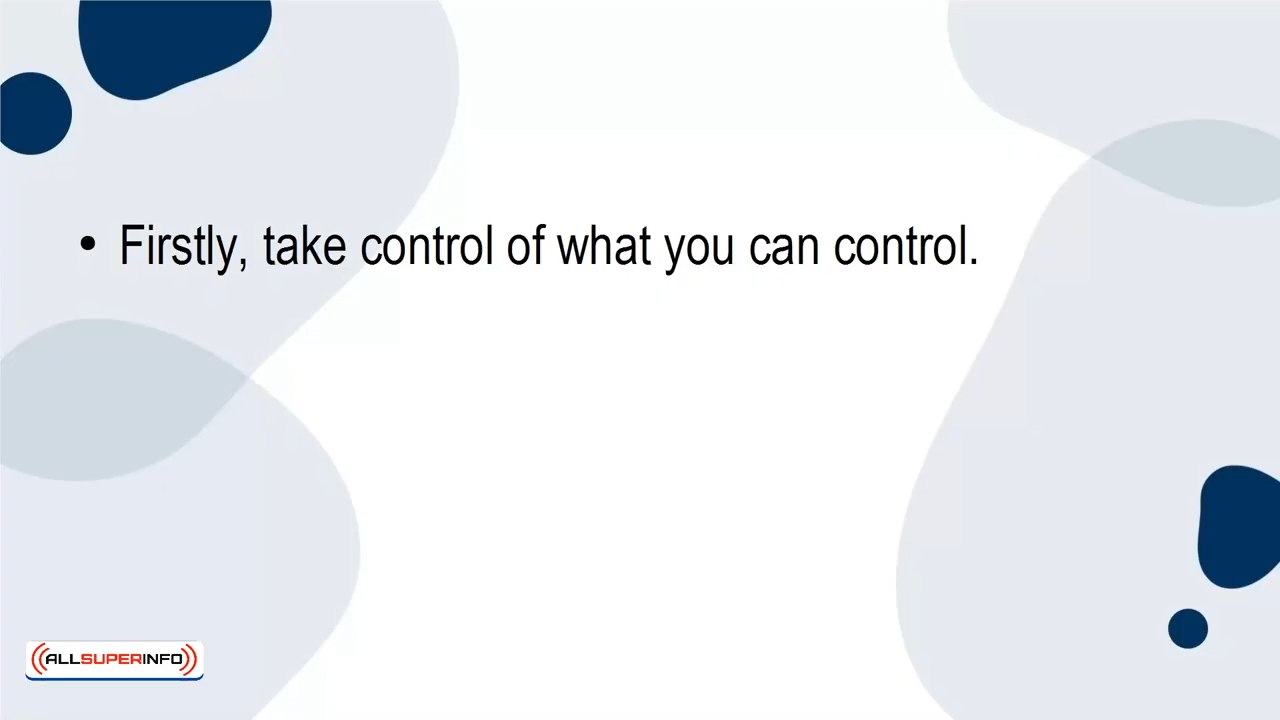 • Firstly, take control of what you can control.
ALLSUPERINFO